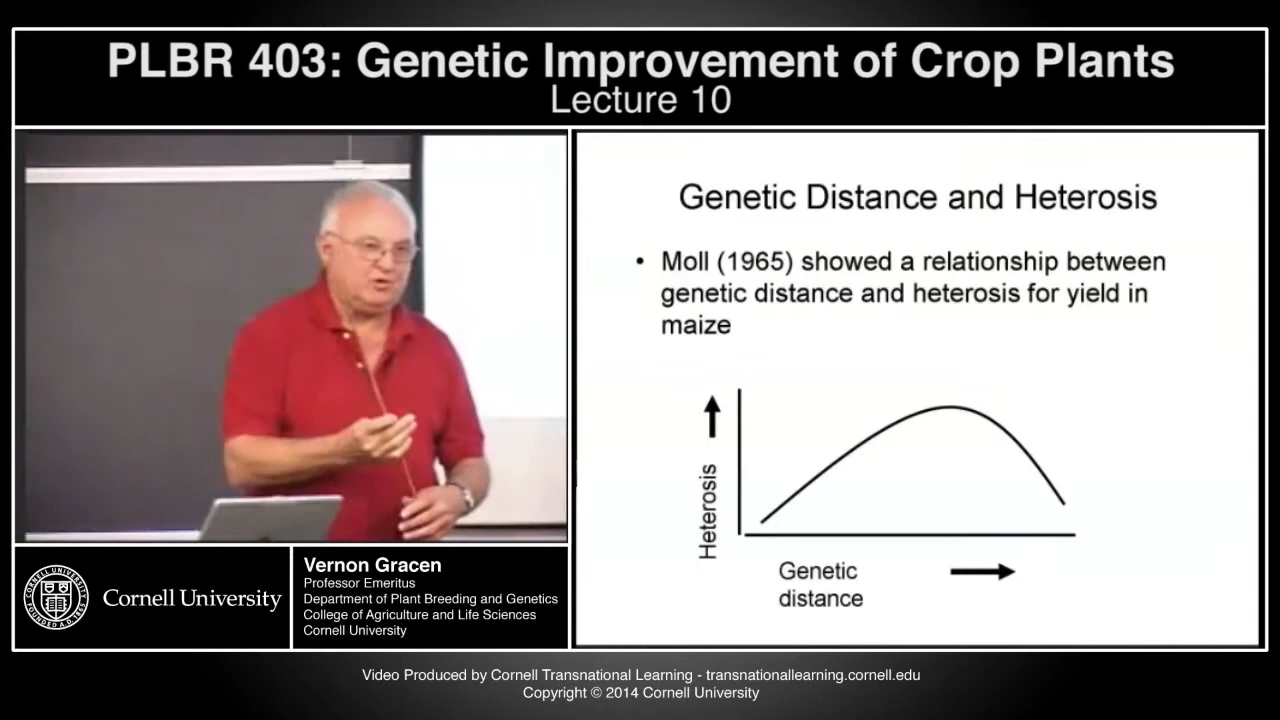 PLBR 403: Genetic Improvement of Crop Plants
Lecture 10
Genetic Distance and Heterosis
• Moll (1965) showed a relationship between
genetic distance and heterosis for yield in
maize
Heterosis
Genetic
distance
Cornell University
Vernon Gracen
Professor Emeritus
Department of Plant Breeding and Genetics
College of Agriculture and Life Sciences
Cornell University
Video Produced by Cornell Transnational Learning - transnationallearning.cornell.edu
Copyright © 2014 Cornell University